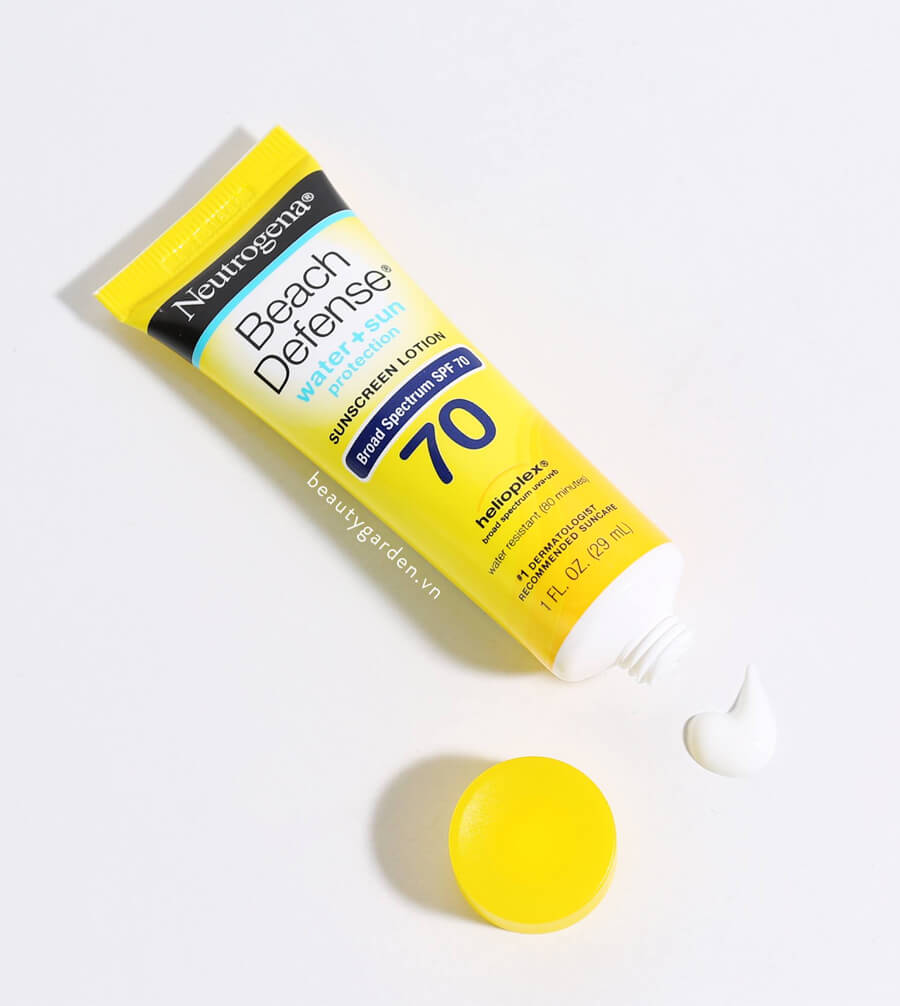 Neutrogena®
Beach
Defense®
water+sun
protection
SUNSCREEN LOTION
Broad Spectrum SPF 70
70
helioplex®
broad spectrum uva-uvb
water resistant (80 minutes)
#1 DERMATOLOGIST
RECOMMENDED SUNCARE
1 FL. OZ. (29 mL)
beautygarden.vn